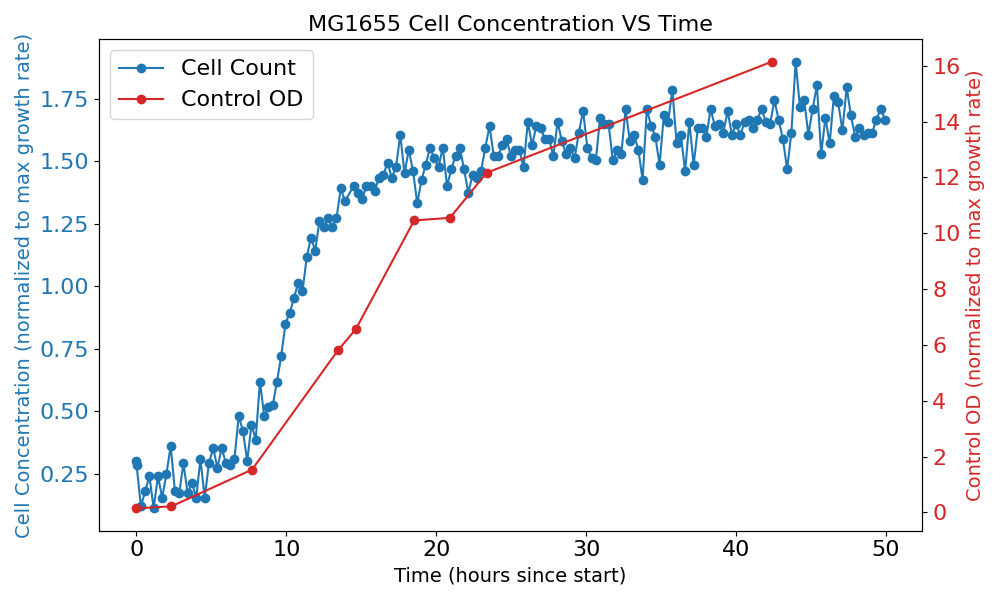 MG1655 Cell Concentration VS Time
Cell Count
Control OD
Cell Concentration (normalized to max growth rate)
1.75
1.50
1.25
1.00
0.75
0.50
0.25
16
14
12
10
8
6
4
2
0
Control OD (normalized to max growth rate)
0 10 20 30 40 50
Time (hours since start)